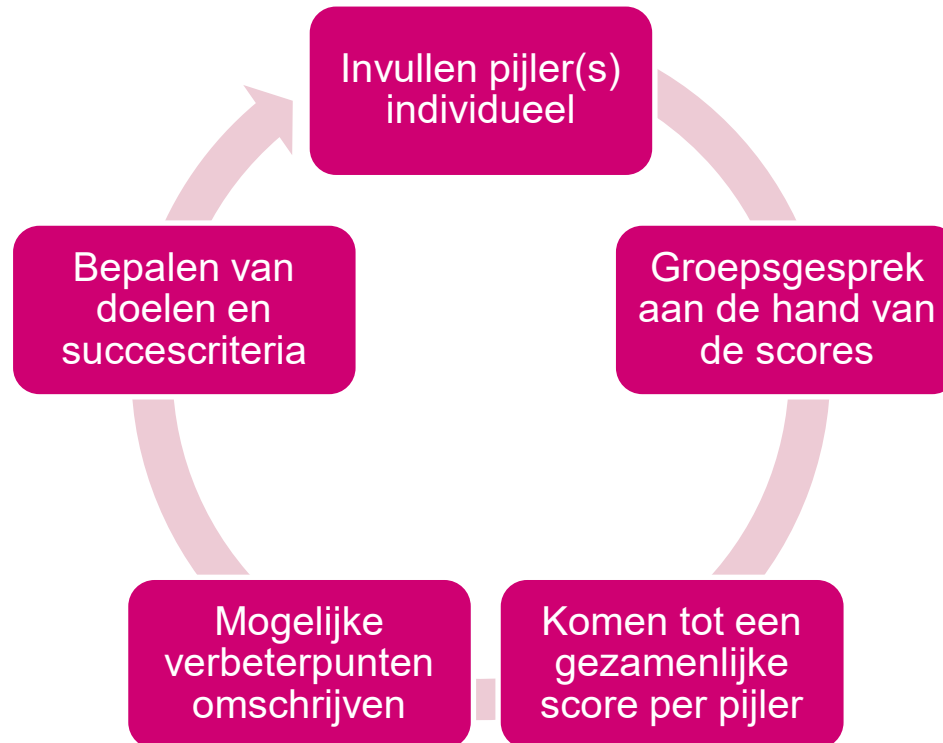 Invullen pijler(s)
individueel
Groepsgesprek
aan de hand van
de scores
Komen tot een
gezamenlijke
score per pijler
Mogelijke
verbeterpunten
omschrijven
Bepalen van
doelen en
succescriteria